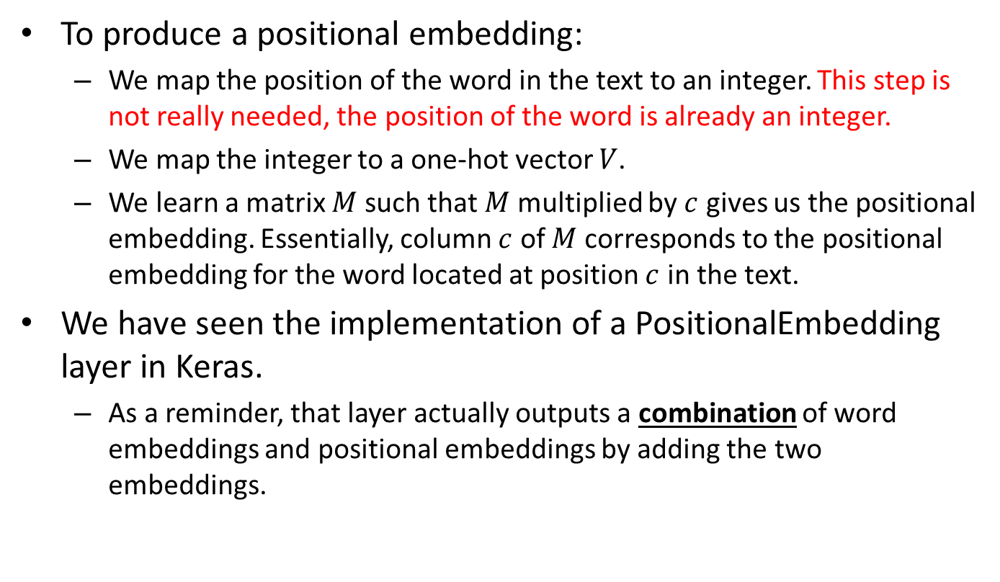 • To produce a positional embedding:
– We map the position of the word in the text to an integer. This step is
not really needed, the position of the word is already an integer.
– We map the integer to a one-hot vector V.
– We learn a matrix M such that M multiplied by c gives us the positional
embedding. Essentially, column c of M corresponds to the positional
embedding for the word located at position c in the text.
• We have seen the implementation of a PositionalEmbedding
layer in Keras.
– As a reminder, that layer actually outputs a combination of word
embeddings and positional embeddings by adding the two
embeddings.